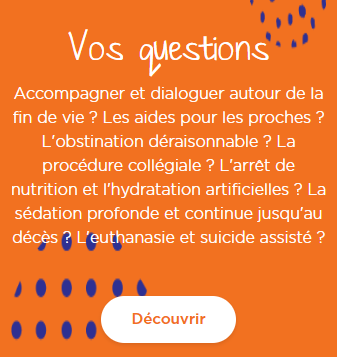 Vos questions
Accompagner et dialoguer autour de la
fin de vie ? Les aides pour les proches ?
L'obstination déraisonnable ? La
procédure collégiale ? L'arrêt de
nutrition et l'hydratation artificielles ? La
sédation profonde et continue jusqu'au
décès ? L'euthanasie et suicide assisté ?
Découvrir